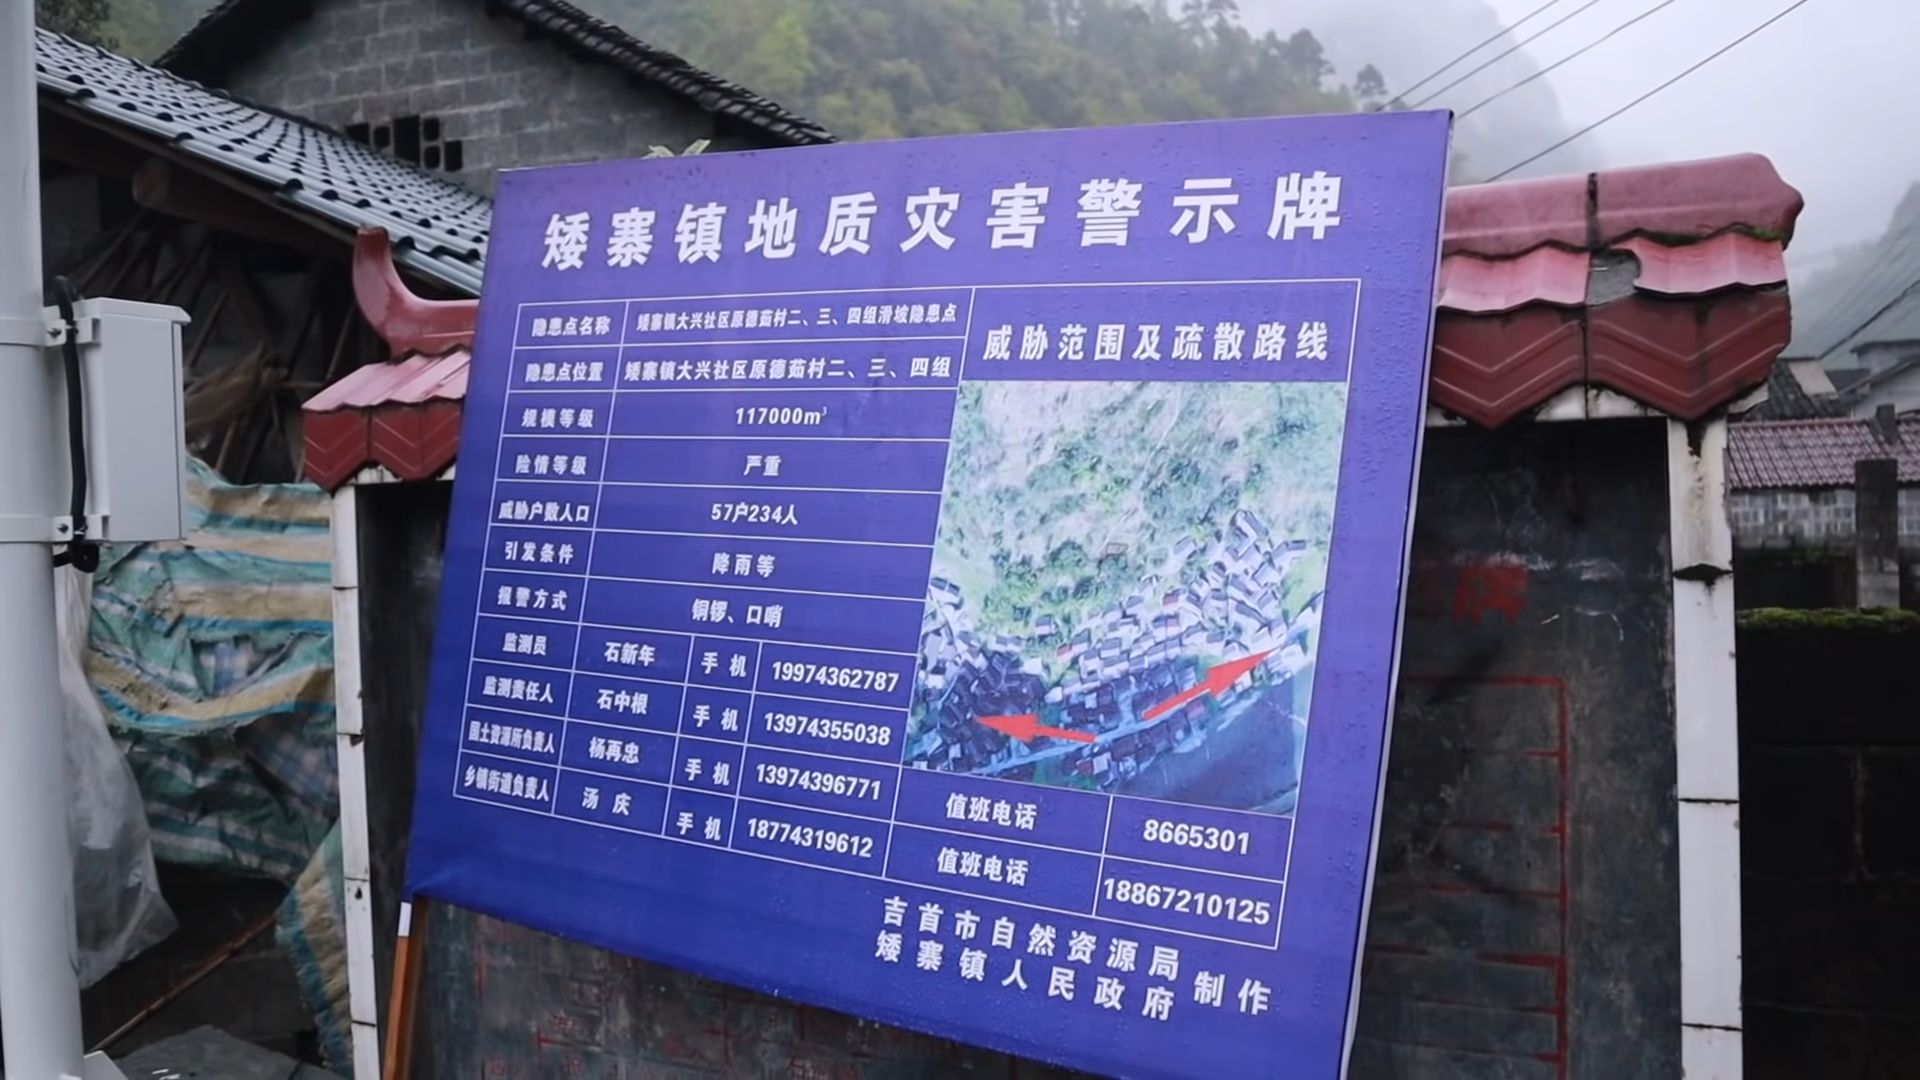 矮寨镇地质灾害警示牌
隐患点名称 矮寨镇大兴社区原德茹村二、三、四组滑坡隐患点
隐患点位置 矮寨镇大兴社区原德茹村二、三、四组
规模等级 117000m³
险情等级 严重
威胁户数人口 57户234人
引发条件 降雨等
报警方式 铜锣、口哨
监测员 石新年 手机 19974362787
监测责任人 石中根 手机 13974355038
国土资源所负责人 杨再忠 手机 13974396771
乡镇街道负责人 汤庆 手机 18774319612
威胁范围及疏散路线
值班电话 8665301
值班电话 18867210125
吉首市自然资源局
矮寨镇人民政府
制作